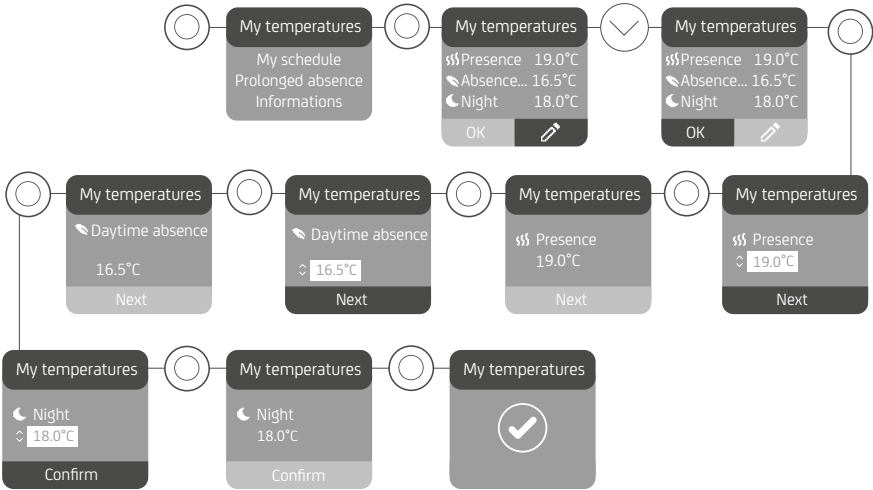 My temperatures
My schedule
Prolonged absence
Informations
My temperatures
Presence 19.0°C
Absence... 16.5°C
Night 18.0°C
OK
My temperatures
Presence 19.0°C
Absence... 16.5°C
Night 18.0°C
OK
My temperatures
Daytime absence
16.5°C
Next
My temperatures
Daytime absence
16.5°C
Next
My temperatures
Presence
19.0°C
Next
My temperatures
Presence
19.0°C
Next
My temperatures
Night
18.0°C
Confirm
My temperatures
Night
18.0°C
Confirm
My temperatures